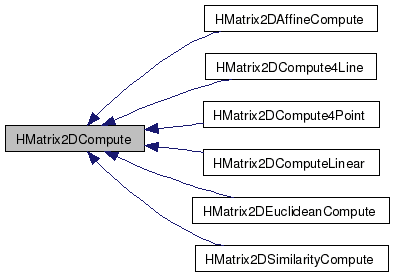 HMatrix2DAffineCompute
HMatrix2DCompute4Line
HMatrix2DCompute4Point
HMatrix2DCompute
HMatrix2DComputeLinear
HMatrix2DEuclideanCompute
HMatrix2DSimilarityCompute